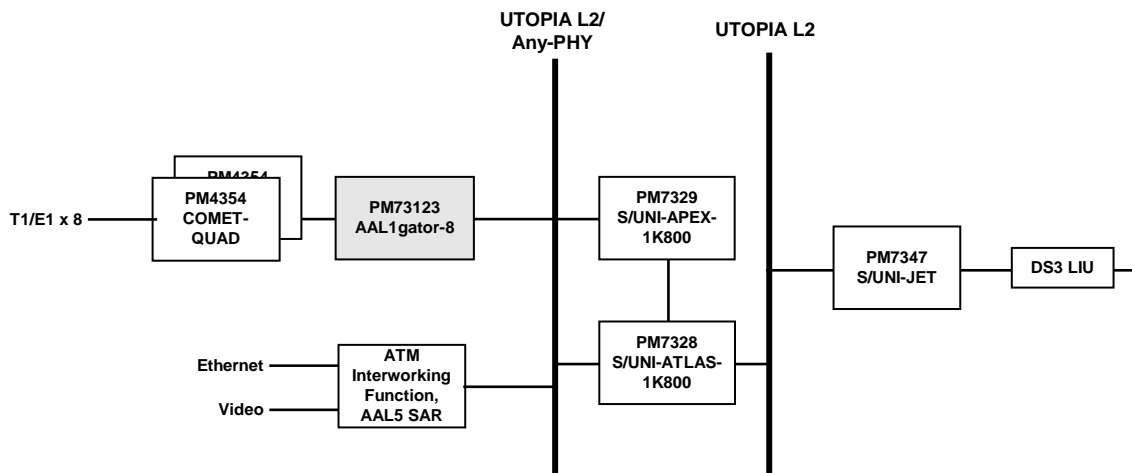 UTOPIA L2/
Any-PHY
UTOPIA L2
PM4354
PM4354
COMET-
QUAD
T1/E1 x 8
PM73123
AAL1gator-8
PM7329
S/UNI-APEX-
1K800
PM7347
S/UNI-JET
DS3 LIU
Ethernet
Video
ATM
Interworking
Function,
AAL5 SAR
PM7328
S/UNI-ATLAS-
1K800